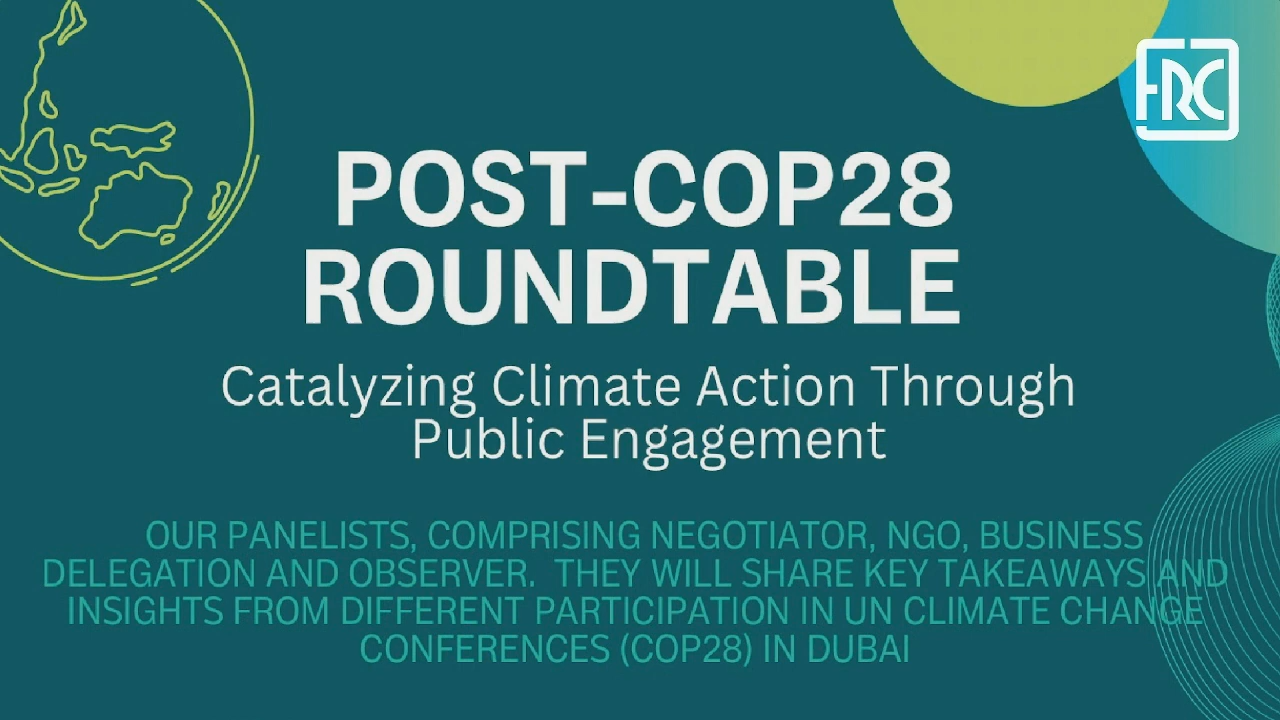 FRC
POST-COP28
ROUNDTABLE
Catalyzing Climate Action Through
Public Engagement
OUR PANELISTS, COMPRISING NEGOTIATOR, NGO, BUSINESS
DELEGATION AND OBSERVER. THEY WILL SHARE KEY TAKEAWAYS AND
INSIGHTS FROM DIFFERENT PARTICIPATION IN UN CLIMATE CHANGE
CONFERENCES (COP28) IN DUBAI